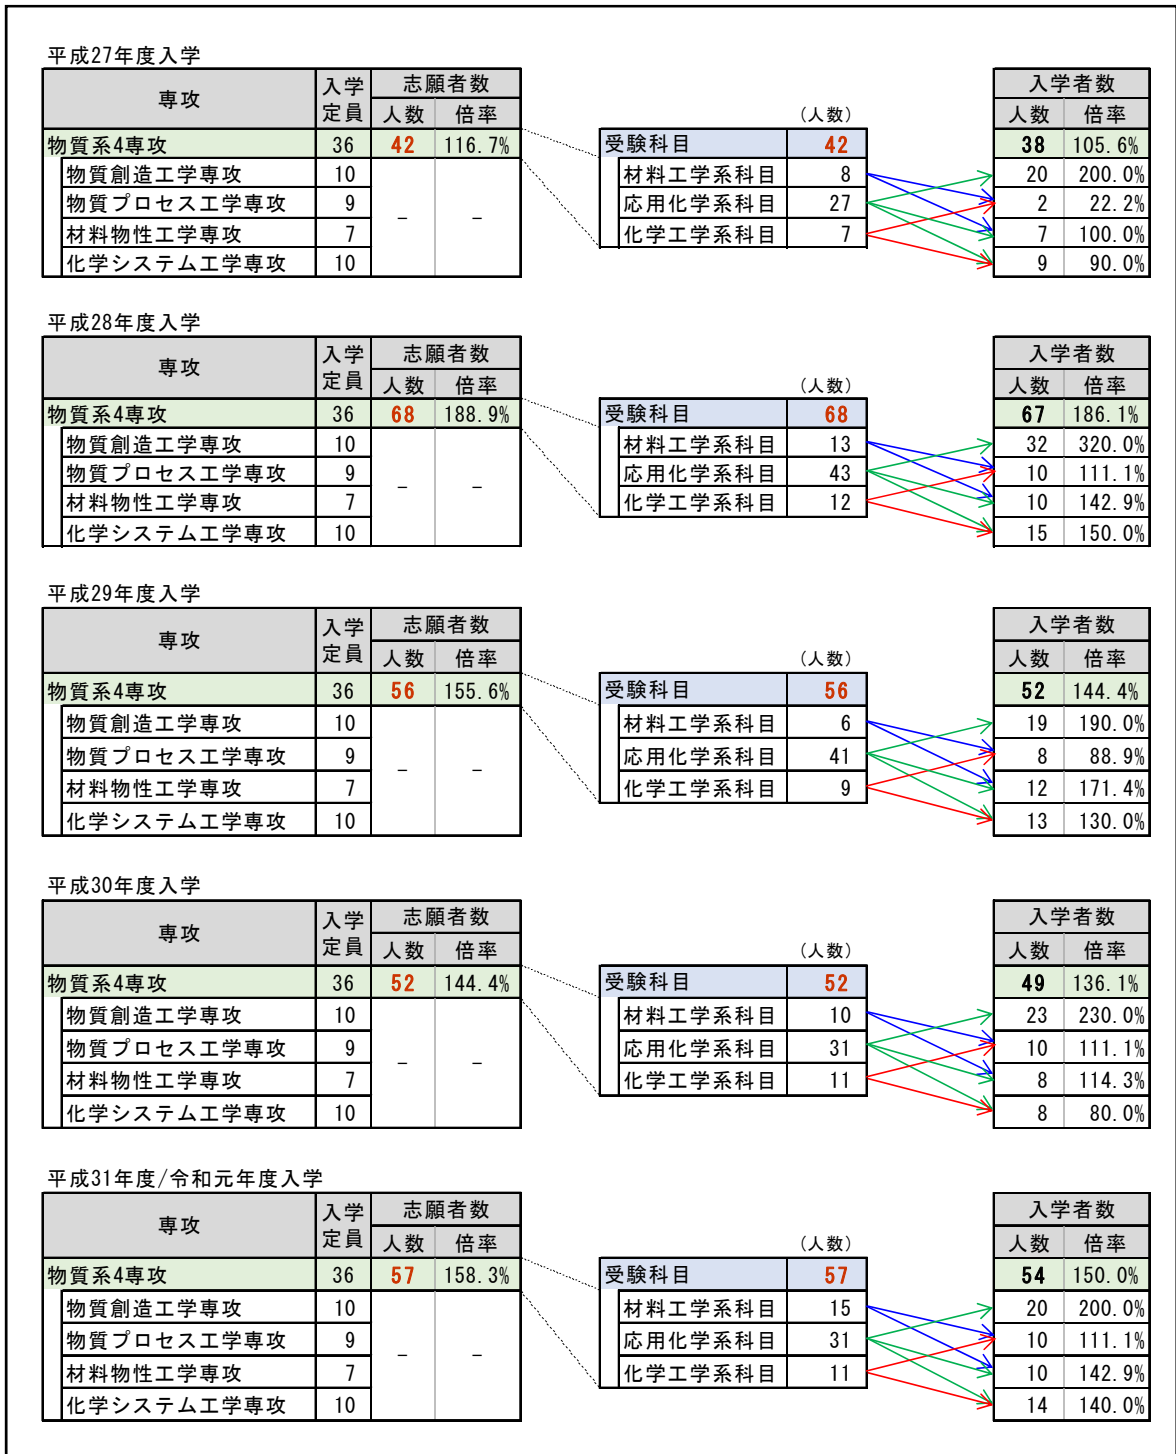 平成27年度入学
専攻 入学定員 志願者数 入学者数
人数 倍率 (人数) 人数 倍率
物質系4専攻 36 42 116.7% 受験科目 42 38 105.6%
物質創造工学専攻 10 材料工学系科目 8 20 200.0%
物質プロセス工学専攻 9 – – 応用化学系科目 27 2 22.2%
材料物性工学専攻 7 化学工学系科目 7 7 100.0%
化学システム工学専攻 10 9 90.0%
平成28年度入学
専攻 入学定員 志願者数 入学者数
人数 倍率 (人数) 人数 倍率
物質系4専攻 36 68 188.9% 受験科目 68 67 186.1%
物質創造工学専攻 10 材料工学系科目 13 32 320.0%
物質プロセス工学専攻 9 – – 応用化学系科目 43 10 111.1%
材料物性工学専攻 7 化学工学系科目 12 10 142.9%
化学システム工学専攻 10 15 150.0%
平成29年度入学
専攻 入学定員 志願者数 入学者数
人数 倍率 (人数) 人数 倍率
物質系4専攻 36 56 155.6% 受験科目 56 52 144.4%
物質創造工学専攻 10 材料工学系科目 6 19 190.0%
物質プロセス工学専攻 9 – – 応用化学系科目 41 8 88.9%
材料物性工学専攻 7 化学工学系科目 9 12 171.4%
化学システム工学専攻 10 13 130.0%
平成30年度入学
専攻 入学定員 志願者数 入学者数
人数 倍率 (人数) 人数 倍率
物質系4専攻 36 52 144.4% 受験科目 52 49 136.1%
物質創造工学専攻 10 材料工学系科目 10 23 230.0%
物質プロセス工学専攻 9 – – 応用化学系科目 31 10 111.1%
材料物性工学専攻 7 化学工学系科目 11 8 114.3%
化学システム工学専攻 10 8 80.0%
平成31年度/令和元年度入学
専攻 入学定員 志願者数 入学者数
人数 倍率 (人数) 人数 倍率
物質系4専攻 36 57 158.3% 受験科目 57 54 150.0%
物質創造工学専攻 10 材料工学系科目 15 20 200.0%
物質プロセス工学専攻 9 – – 応用化学系科目 31 10 111.1%
材料物性工学専攻 7 化学工学系科目 11 10 142.9%
化学システム工学専攻 10 14 140.0%